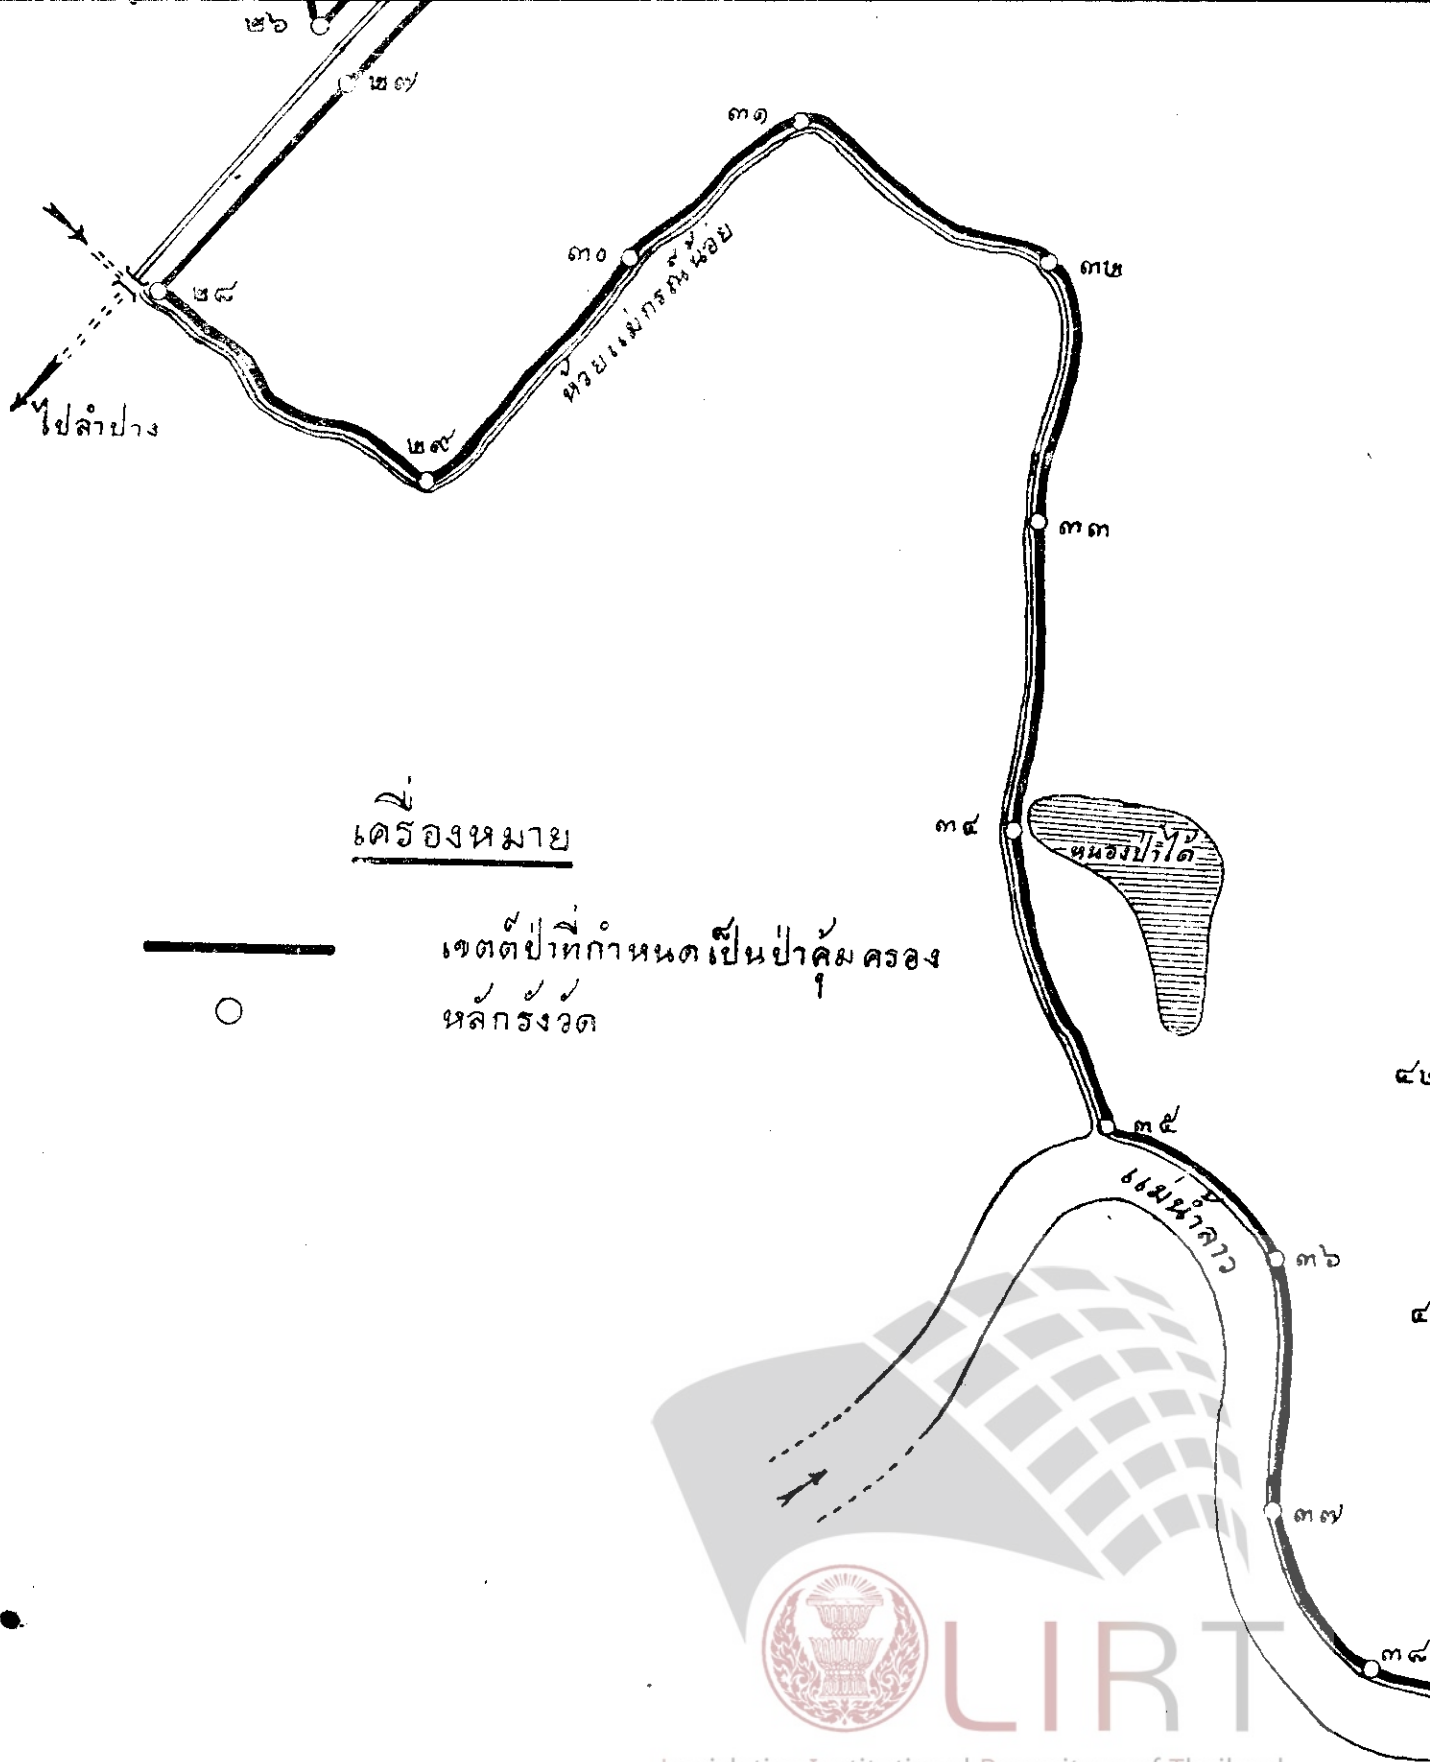 ๒๖
๒๗
๓๑
๓๐
๓๒
ห้วยแม่กรณ์น้อย
๒๘
ไปลำปาง
๒๙
๓๓
เครื่องหมาย
๓๔
หนองป่าได้
เขตต์ป่าที่กำหนดเป็นป่าคุ้มครอง
หลักรังวัด
๓๕
แม่น้ำลาว
๓๖
๓๗
๓๘
LIRT